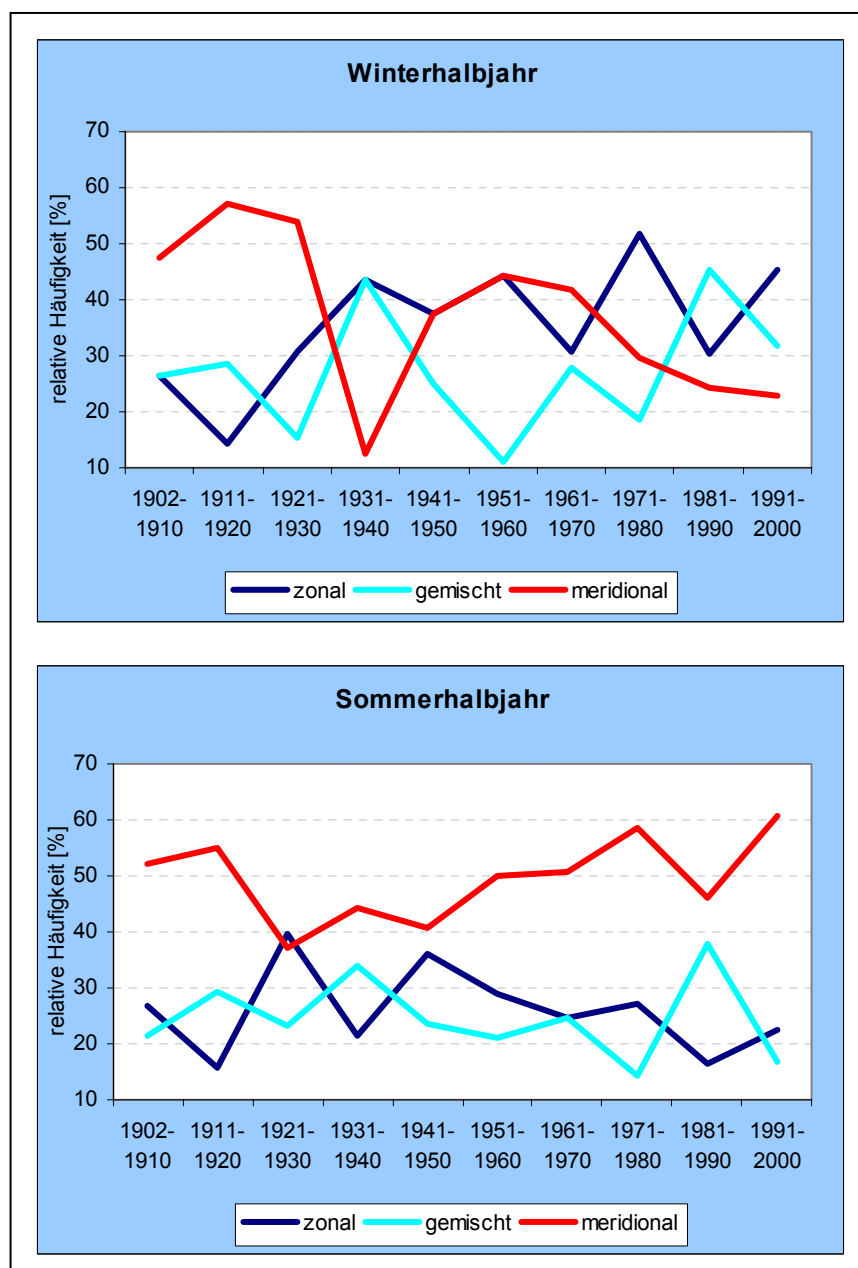 Winterhalbjahr
relative Häufigkeit [%]
70
60
50
40
30
20
10
1902- 1911- 1921- 1931- 1941- 1951- 1961- 1971- 1981- 1991-
1910 1920 1930 1940 1950 1960 1970 1980 1990 2000
zonal gemischt meridional
Sommerhalbjahr
relative Häufigkeit [%]
70
60
50
40
30
20
10
1902- 1911- 1921- 1931- 1941- 1951- 1961- 1971- 1981- 1991-
1910 1920 1930 1940 1950 1960 1970 1980 1990 2000
zonal gemischt meridional